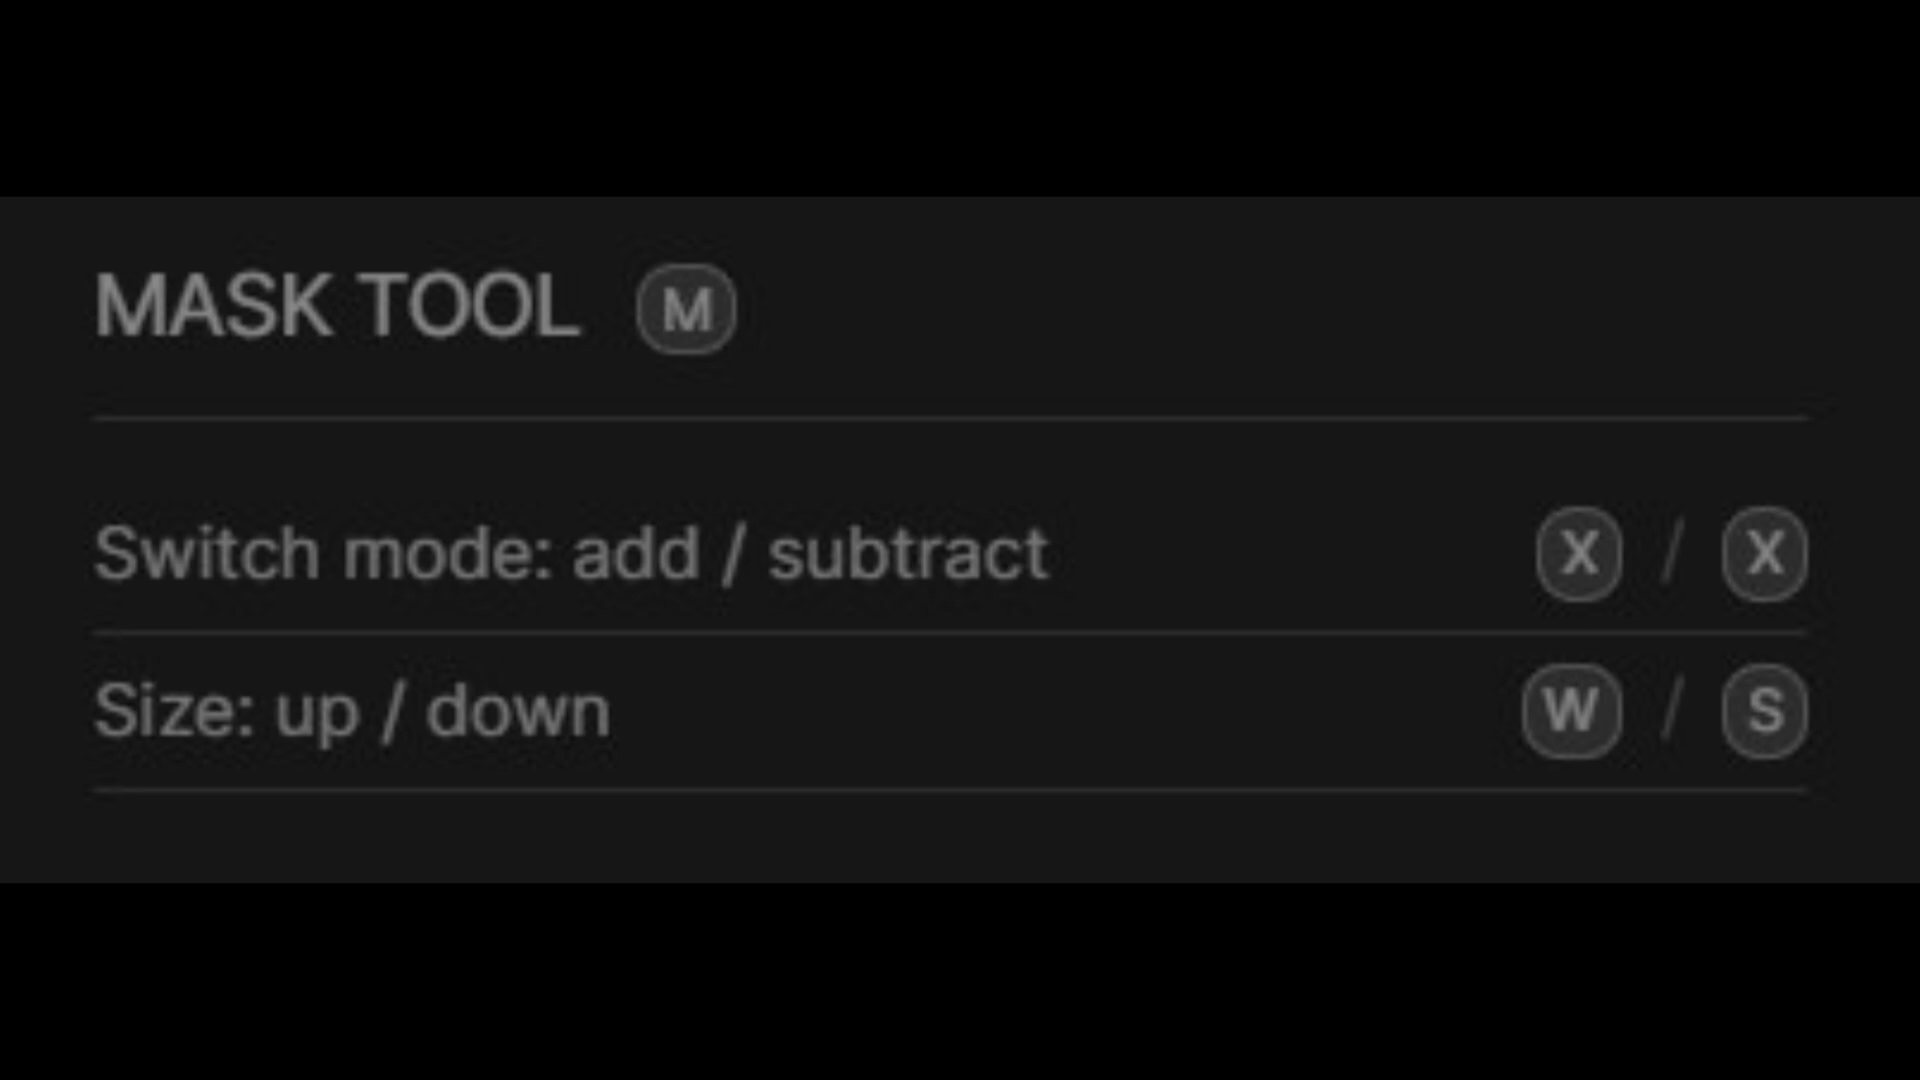 MASK TOOL M
Switch mode: add / subtract X / X
Size: up / down W / S